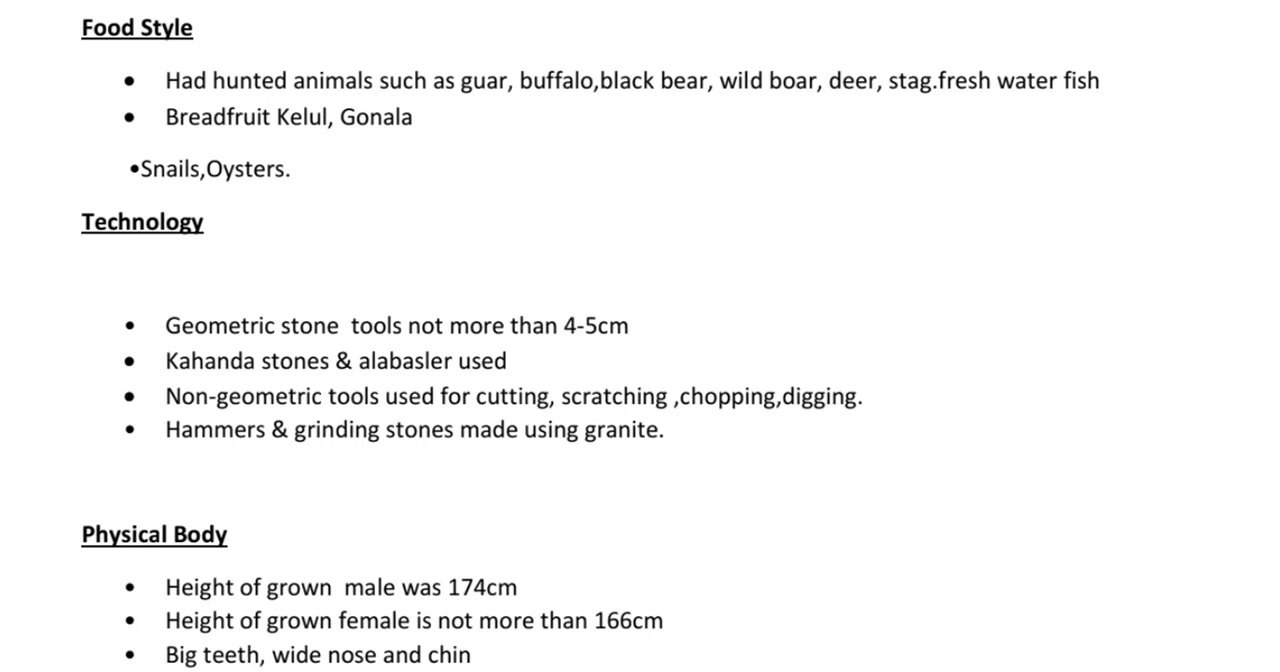 Food Style
• Had hunted animals such as guar, buffalo,black bear, wild boar, deer, stag.fresh water fish
• Breadfruit Kelul, Gonala
•Snails,Oysters.
Technology
• Geometric stone  tools not more than 4-5cm
• Kahanda stones & alabasler used
• Non-geometric tools used for cutting, scratching ,chopping,digging.
• Hammers & grinding stones made using granite.
Physical Body
• Height of grown  male was 174cm
• Height of grown female is not more than 166cm
• Big teeth, wide nose and chin